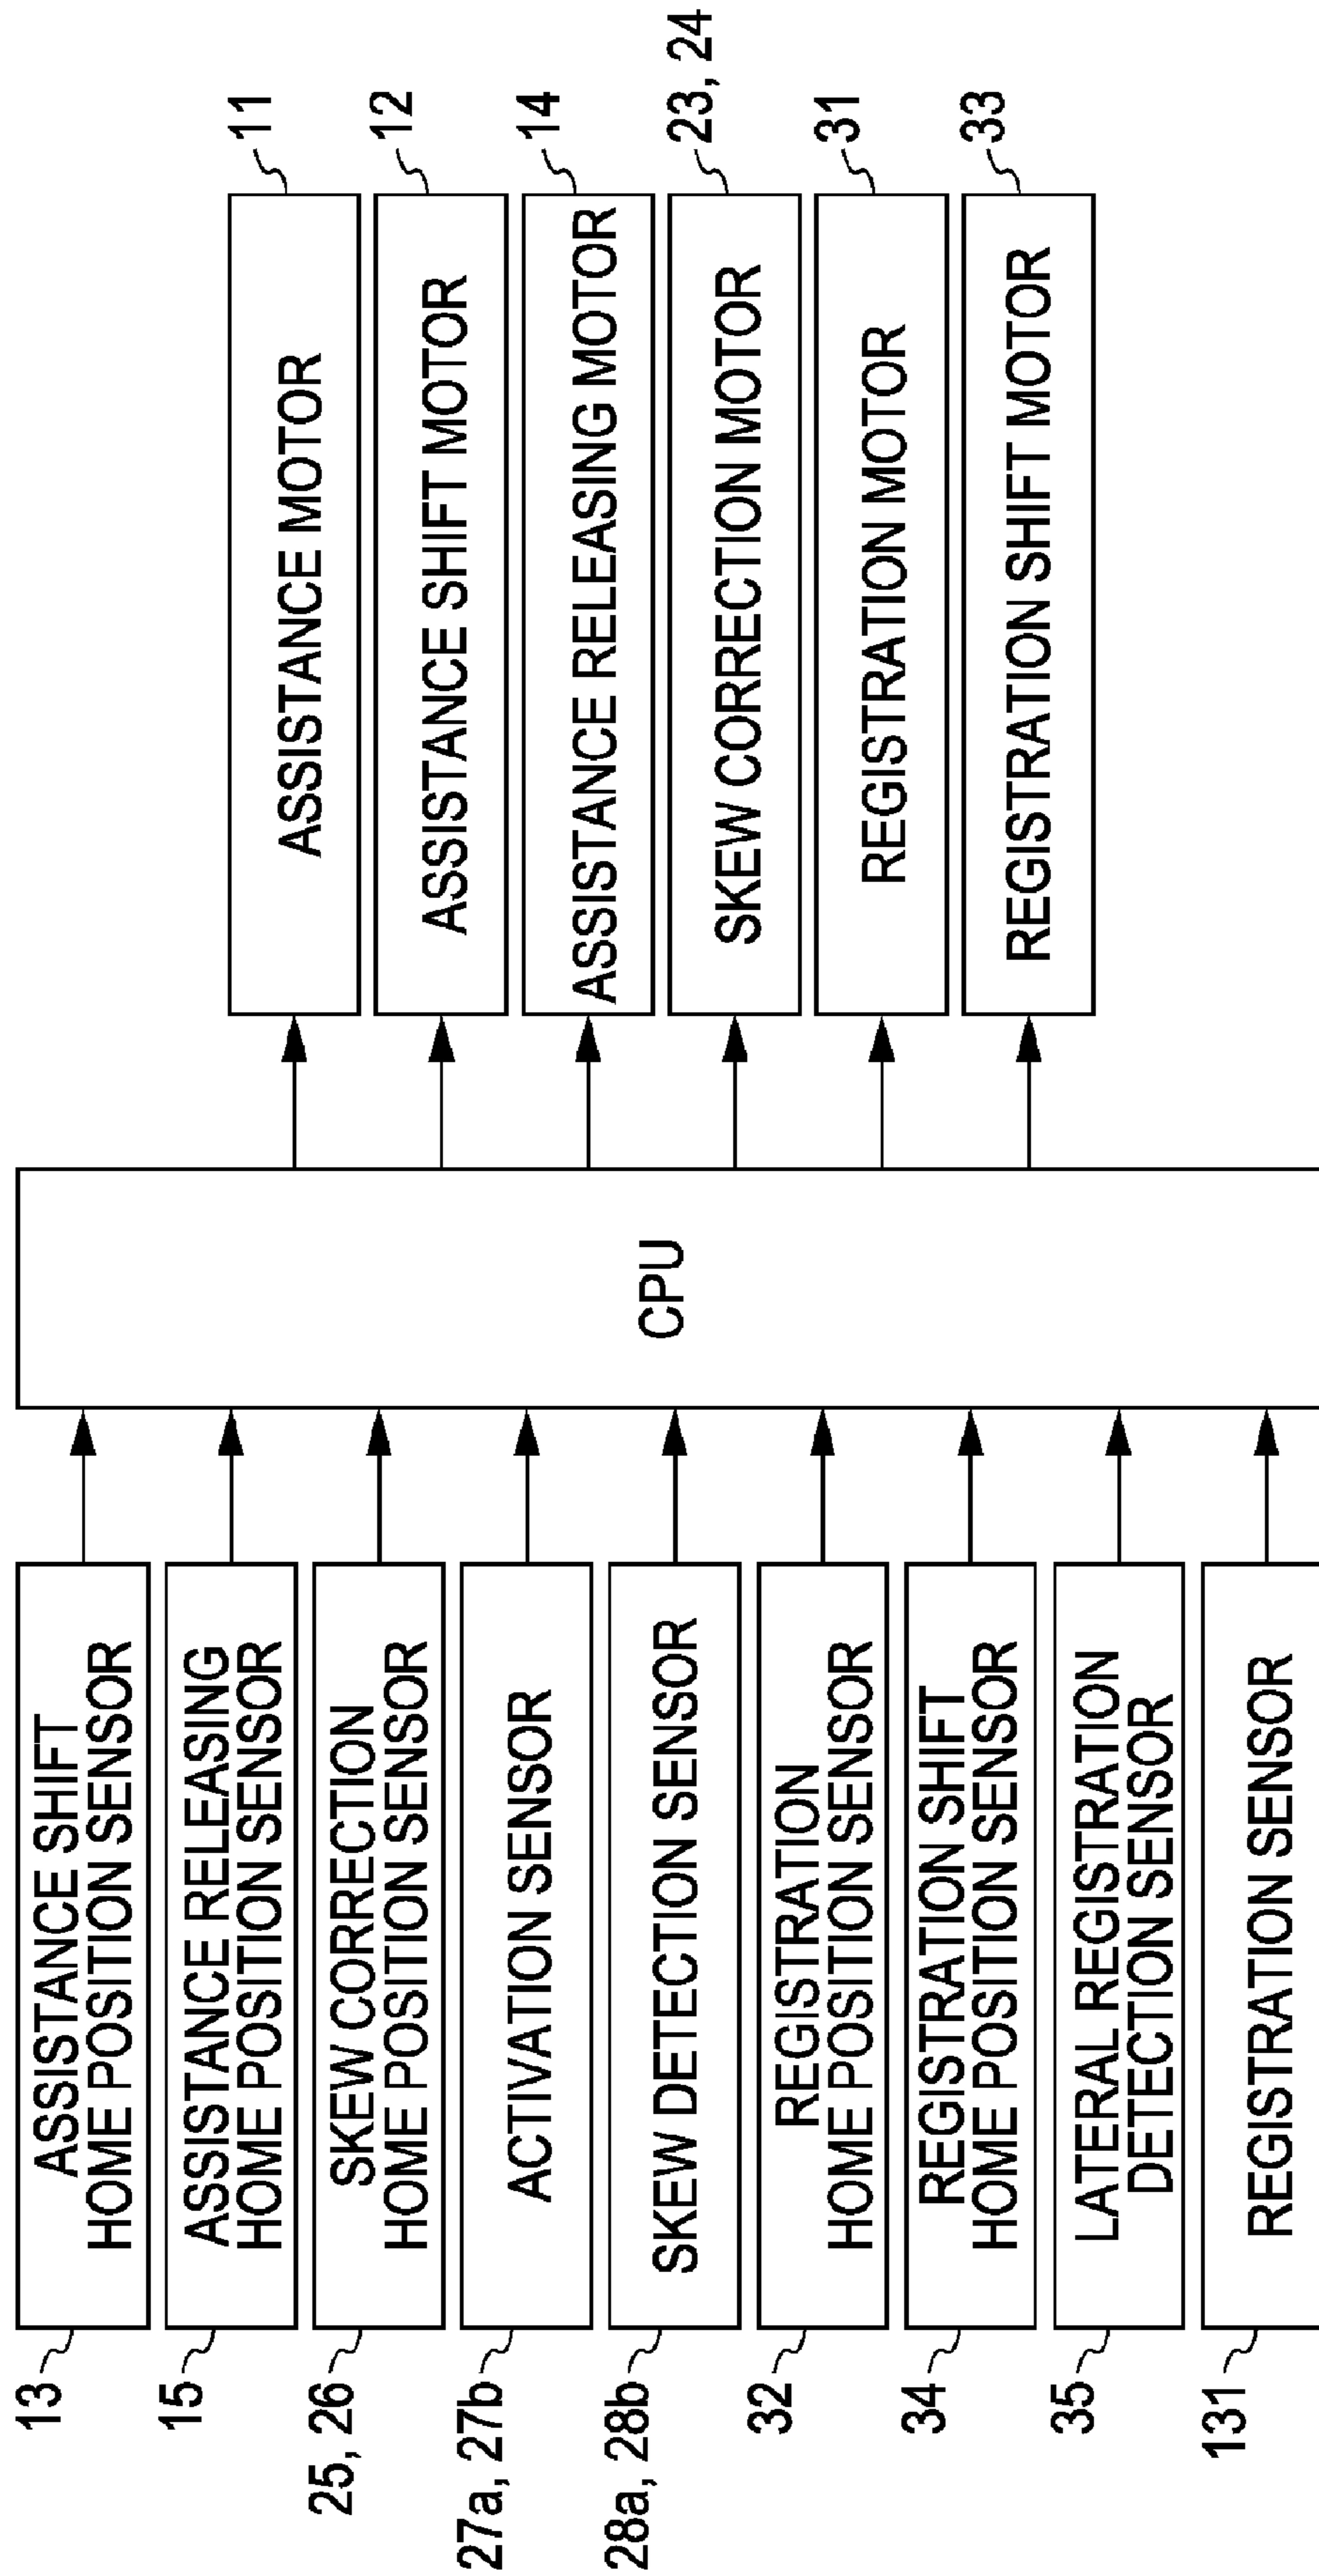 13
ASSISTANCE SHIFT
HOME POSITION SENSOR
15
ASSISTANCE RELEASING
HOME POSITION SENSOR
25, 26
SKEW CORRECTION
HOME POSITION SENSOR
27a, 27b
ACTIVATION SENSOR
28a, 28b
SKEW DETECTION SENSOR
32
REGISTRATION
HOME POSITION SENSOR
34
REGISTRATION SHIFT
HOME POSITION SENSOR
35
LATERAL REGISTRATION
DETECTION SENSOR
131
REGISTRATION SENSOR
CPU
ASSISTANCE MOTOR
11
ASSISTANCE SHIFT MOTOR
12
ASSISTANCE RELEASING MOTOR
14
SKEW CORRECTION MOTOR
23, 24
REGISTRATION MOTOR
31
REGISTRATION SHIFT MOTOR
33